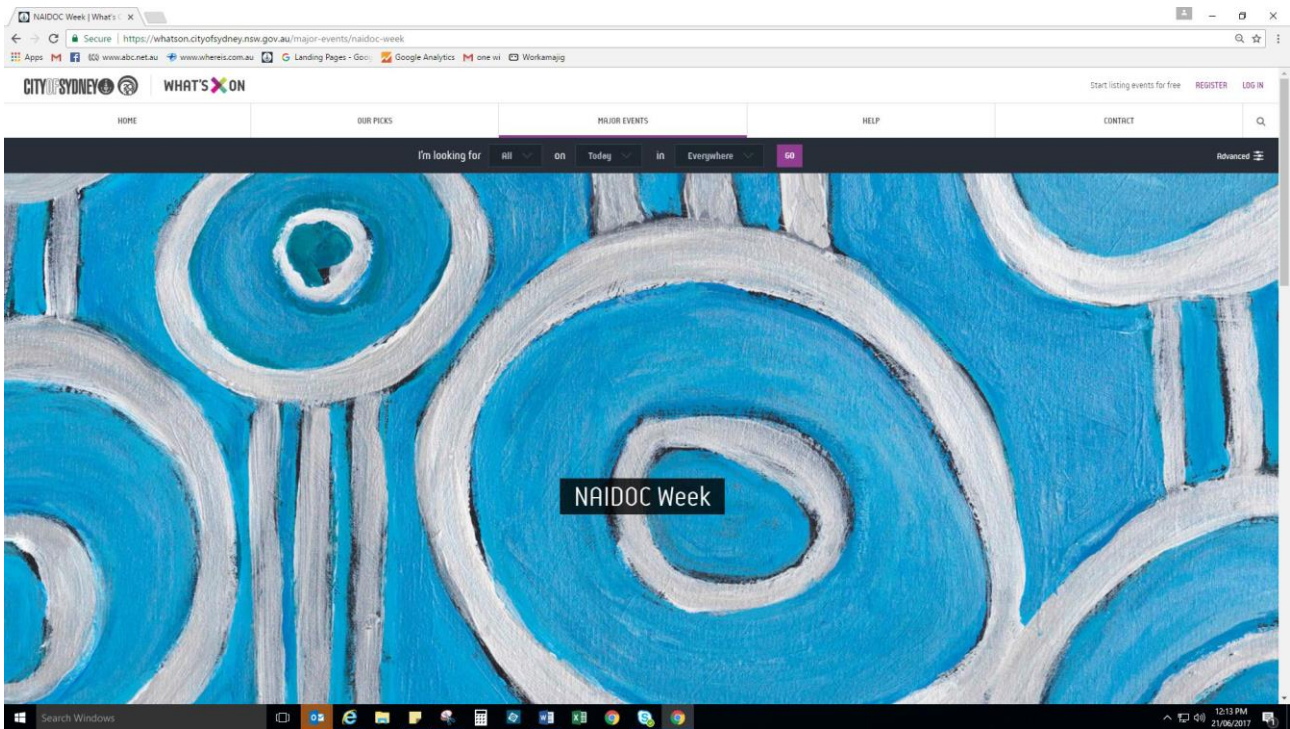 NAIDOC Week | What's
Secure | https://whatson.cityofsydney.nsw.gov.au/major-events/naidoc-week
Apps www.abc.net.au www.whereis.com.au Landing Pages - Goo Google Analytics one wi Workamajig
CITY OF SYDNEY WHAT'S ON Start listing events for free REGISTER LOG IN
HOME OUR PICKS MAJOR EVENTS HELP CONTACT
I'm looking for All on Today in Everywhere GO Advanced
NAIDOC Week
Search Windows
12:13 PM
21/06/2017